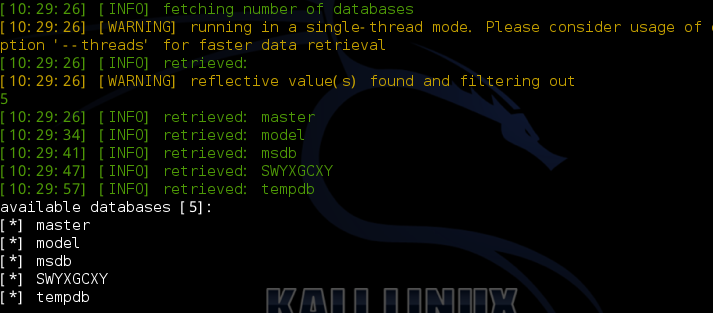 [10:29:26] [INFO] fetching number of databases
[10:29:26] [WARNING] running in a single-thread mode. Please consider usage of
ption '--threads' for faster data retrieval
[10:29:26] [INFO] retrieved:
[10:29:26] [WARNING] reflective value(s) found and filtering out
5
[10:29:26] [INFO] retrieved: master
[10:29:34] [INFO] retrieved: model
[10:29:41] [INFO] retrieved: msdb
[10:29:47] [INFO] retrieved: SWYXGCXY
[10:29:57] [INFO] retrieved: tempdb
available databases [5]:
[*] master
[*] model
[*] msdb
[*] SWYXGCXY
[*] tempdb
KALI LINUX